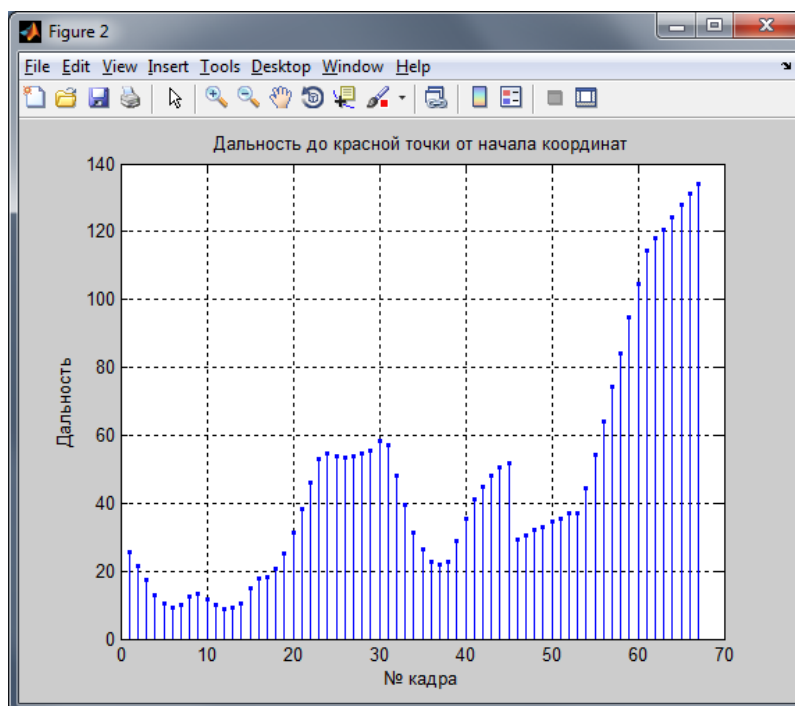 Figure 2
File Edit View Insert Tools Desktop Window Help
Дальность до красной точки от начала координат
Дальность
140
120
100
80
60
40
20
0
0 10 20 30 40 50 60 70
№ кадра